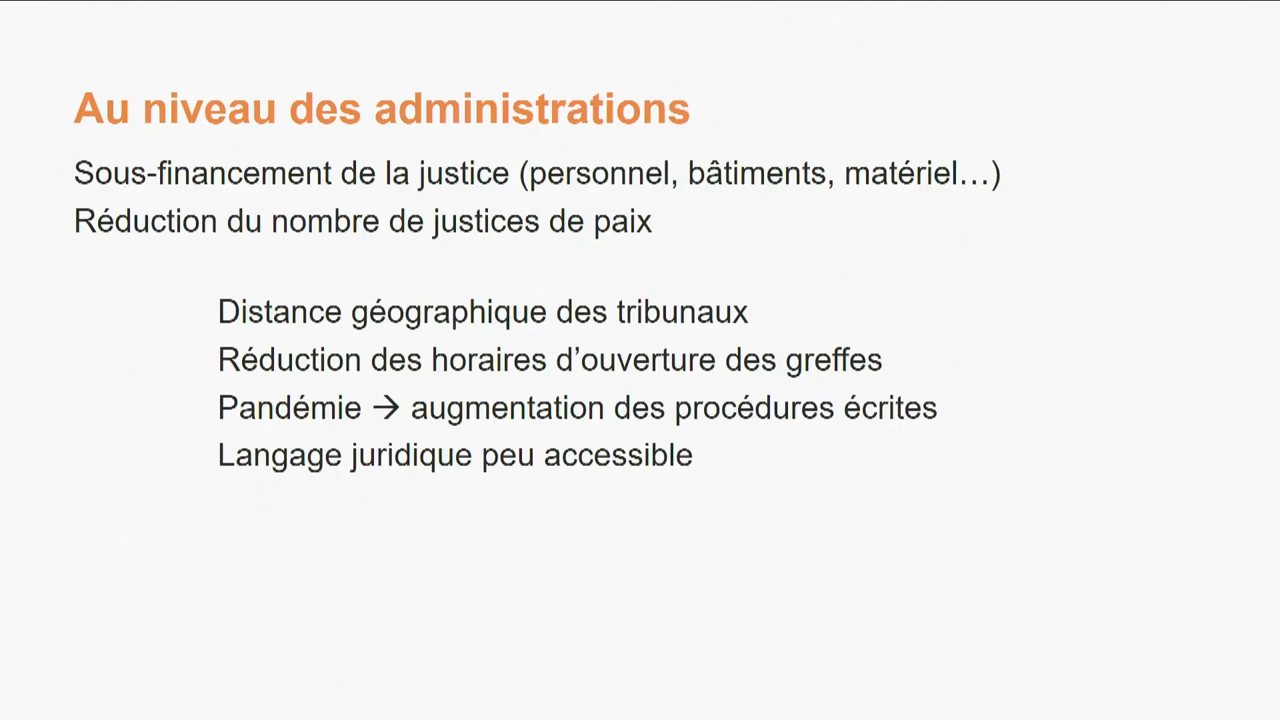 Au niveau des administrations
Sous-financement de la justice (personnel, bâtiments, matériel…)
Réduction du nombre de justices de paix
Distance géographique des tribunaux
Réduction des horaires d’ouverture des greffes
Pandémie → augmentation des procédures écrites
Langage juridique peu accessible